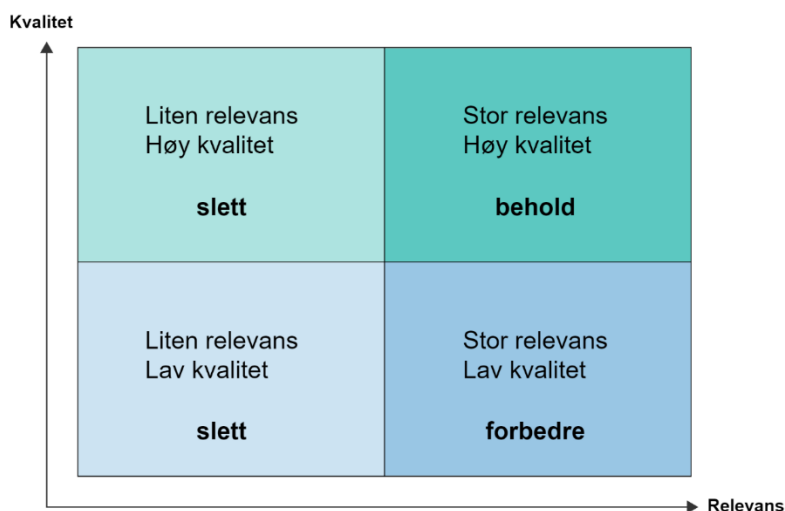 Kvalitet
Liten relevans
Høy kvalitet
slett
Stor relevans
Høy kvalitet
behold
Liten relevans
Lav kvalitet
slett
Stor relevans
Lav kvalitet
forbedre
Relevans